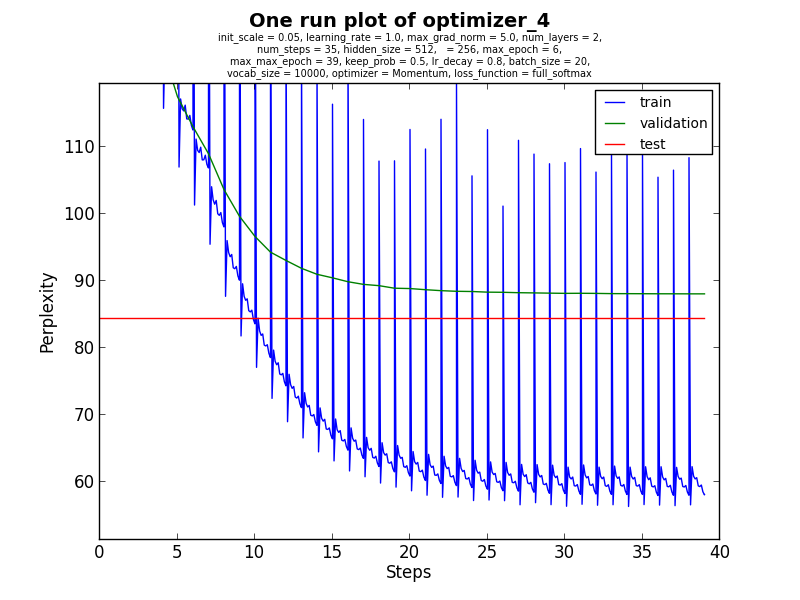 One run plot of optimizer_4
init_scale = 0.05, learning_rate = 1.0, max_grad_norm = 5.0, num_layers = 2,
num_steps = 35, hidden_size = 512,   = 256, max_epoch = 6,
max_max_epoch = 39, keep_prob = 0.5, lr_decay = 0.8, batch_size = 20,
vocab_size = 10000, optimizer = Momentum, loss_function = full_softmax
train
validation
test
110
100
90
80
70
60
Perplexity
0 5 10 15 20 25 30 35 40
Steps